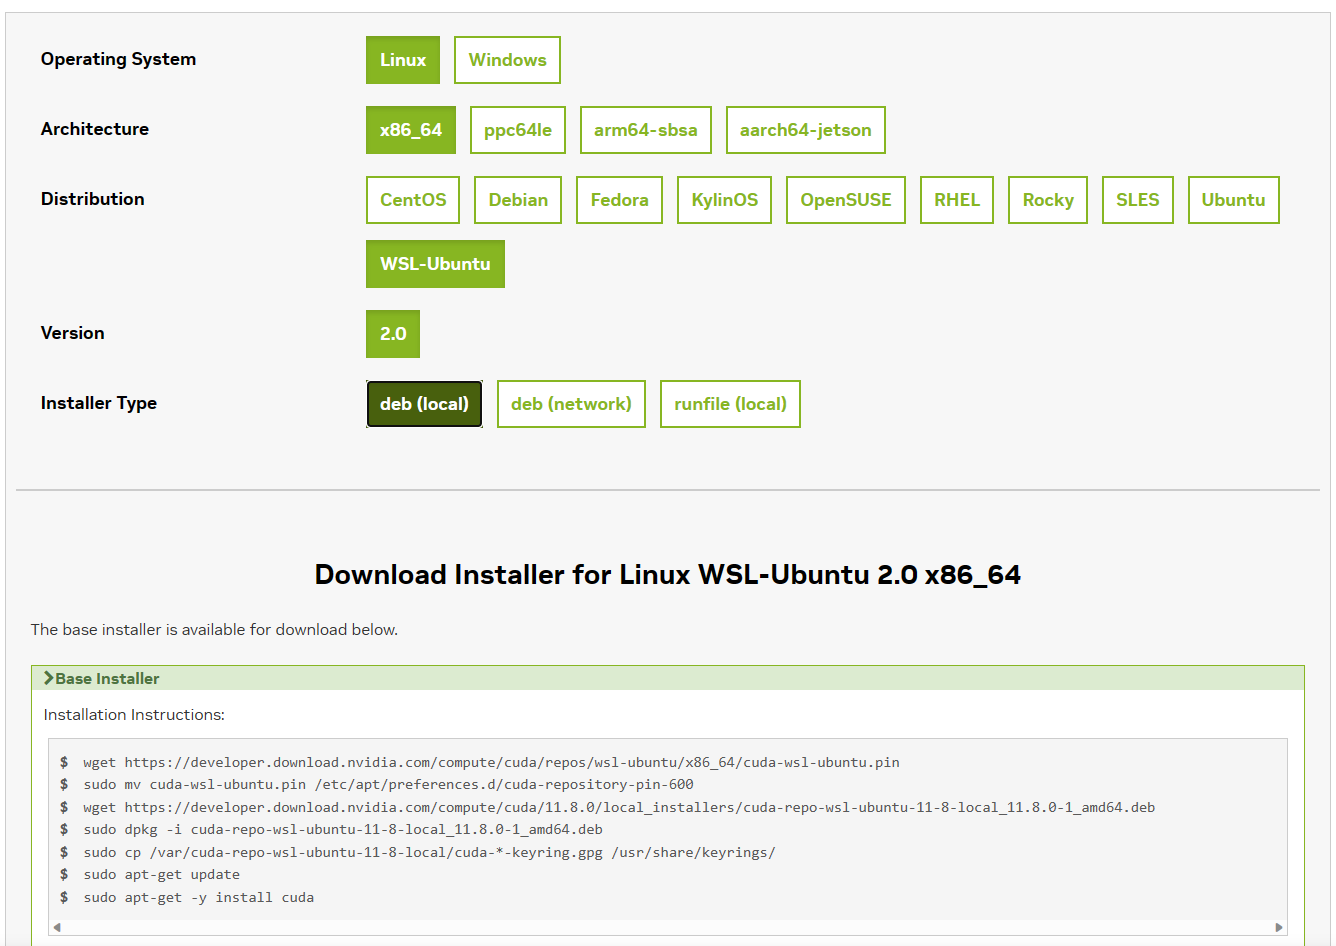 Operating System Linux Windows
Architecture x86_64 ppc64le arm64-sbsa aarch64-jetson
Distribution CentOS Debian Fedora KylinOS OpenSUSE RHEL Rocky SLES Ubuntu
WSL-Ubuntu
Version 2.0
Installer Type deb (local) deb (network) runfile (local)
Download Installer for Linux WSL-Ubuntu 2.0 x86_64
The base installer is available for download below.
Base Installer
Installation Instructions:
$ wget https://developer.download.nvidia.com/compute/cuda/repos/wsl-ubuntu/x86_64/cuda-wsl-ubuntu.pin
$ sudo mv cuda-wsl-ubuntu.pin /etc/apt/preferences.d/cuda-repository-pin-600
$ wget https://developer.download.nvidia.com/compute/cuda/11.8.0/local_installers/cuda-repo-wsl-ubuntu-11-8-local_11.8.0-1_amd64.deb
$ sudo dpkg -i cuda-repo-wsl-ubuntu-11-8-local_11.8.0-1_amd64.deb
$ sudo cp /var/cuda-repo-wsl-ubuntu-11-8-local/cuda-*-keyring.gpg /usr/share/keyrings/
$ sudo apt-get update
$ sudo apt-get -y install cuda